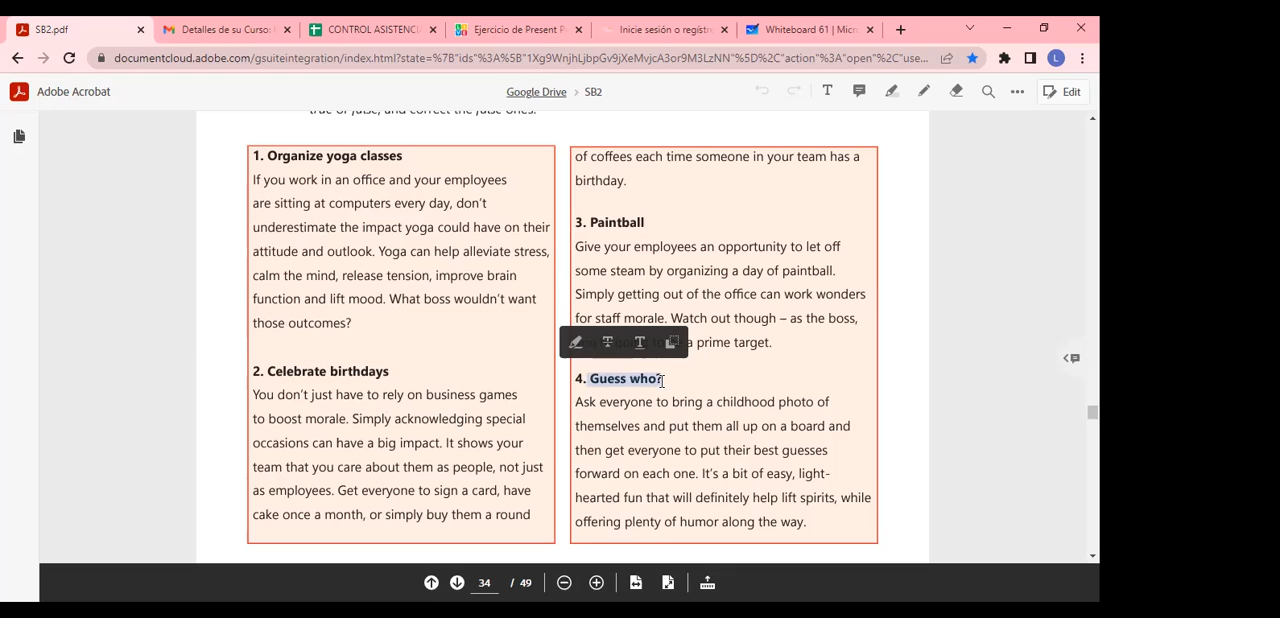 SB2.pdf
Detalles de su Curso:
CONTROL ASISTENCI
Ejercicio de Present P
Inicie sesión o registr
Whiteboard 61 | Micr
documentcloud.adobe.com/gsuiteintegration/index.html?state=%7B"ids"%3A%5B"1Xg9WnjhLjbpGv9jXeMvjcA3or9M3LzNN"%5D%2C"action"%3A"open"%2C"use...
L
Adobe Acrobat
Google Drive > SB2
Edit
true or false, and correct the false ones.
1. Organize yoga classes
If you work in an office and your employees
are sitting at computers every day, don't
underestimate the impact yoga could have on their
attitude and outlook. Yoga can help alleviate stress,
calm the mind, release tension, improve brain
function and lift mood. What boss wouldn't want
those outcomes?
2. Celebrate birthdays
You don't just have to rely on business games
to boost morale. Simply acknowledging special
occasions can have a big impact. It shows your
team that you care about them as people, not just
as employees. Get everyone to sign a card, have
cake once a month, or simply buy them a round
of coffees each time someone in your team has a
birthday.
3. Paintball
Give your employees an opportunity to let off
some steam by organizing a day of paintball.
Simply getting out of the office can work wonders
for staff morale. Watch out though – as the boss,
a prime target.
4. Guess who?
Ask everyone to bring a childhood photo of
themselves and put them all up on a board and
then get everyone to put their best guesses
forward on each one. It's a bit of easy, light-
hearted fun that will definitely help lift spirits, while
offering plenty of humor along the way.
34 / 49